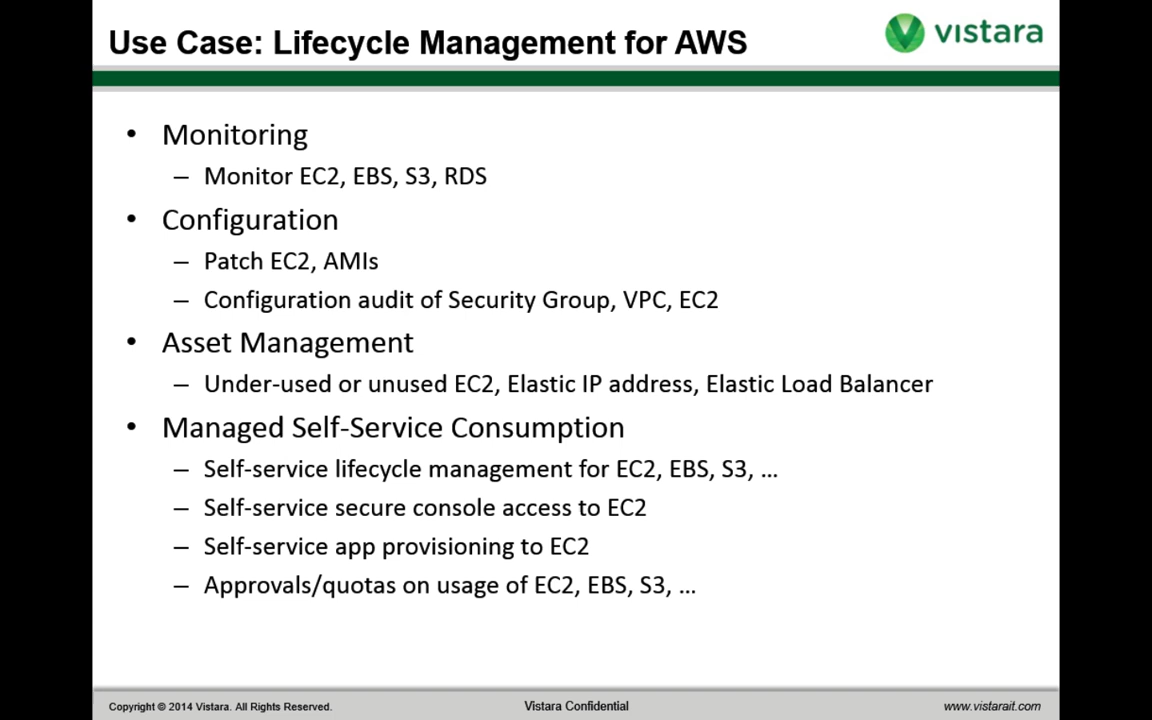 Use Case: Lifecycle Management for AWS
vistara
• Monitoring
– Monitor EC2, EBS, S3, RDS
• Configuration
– Patch EC2, AMIs
– Configuration audit of Security Group, VPC, EC2
• Asset Management
– Under-used or unused EC2, Elastic IP address, Elastic Load Balancer
• Managed Self-Service Consumption
– Self-service lifecycle management for EC2, EBS, S3, ...
– Self-service secure console access to EC2
– Self-service app provisioning to EC2
– Approvals/quotas on usage of EC2, EBS, S3, ...
Copyright © 2014 Vistara. All Rights Reserved.
Vistara Confidential
www.vistarait.com